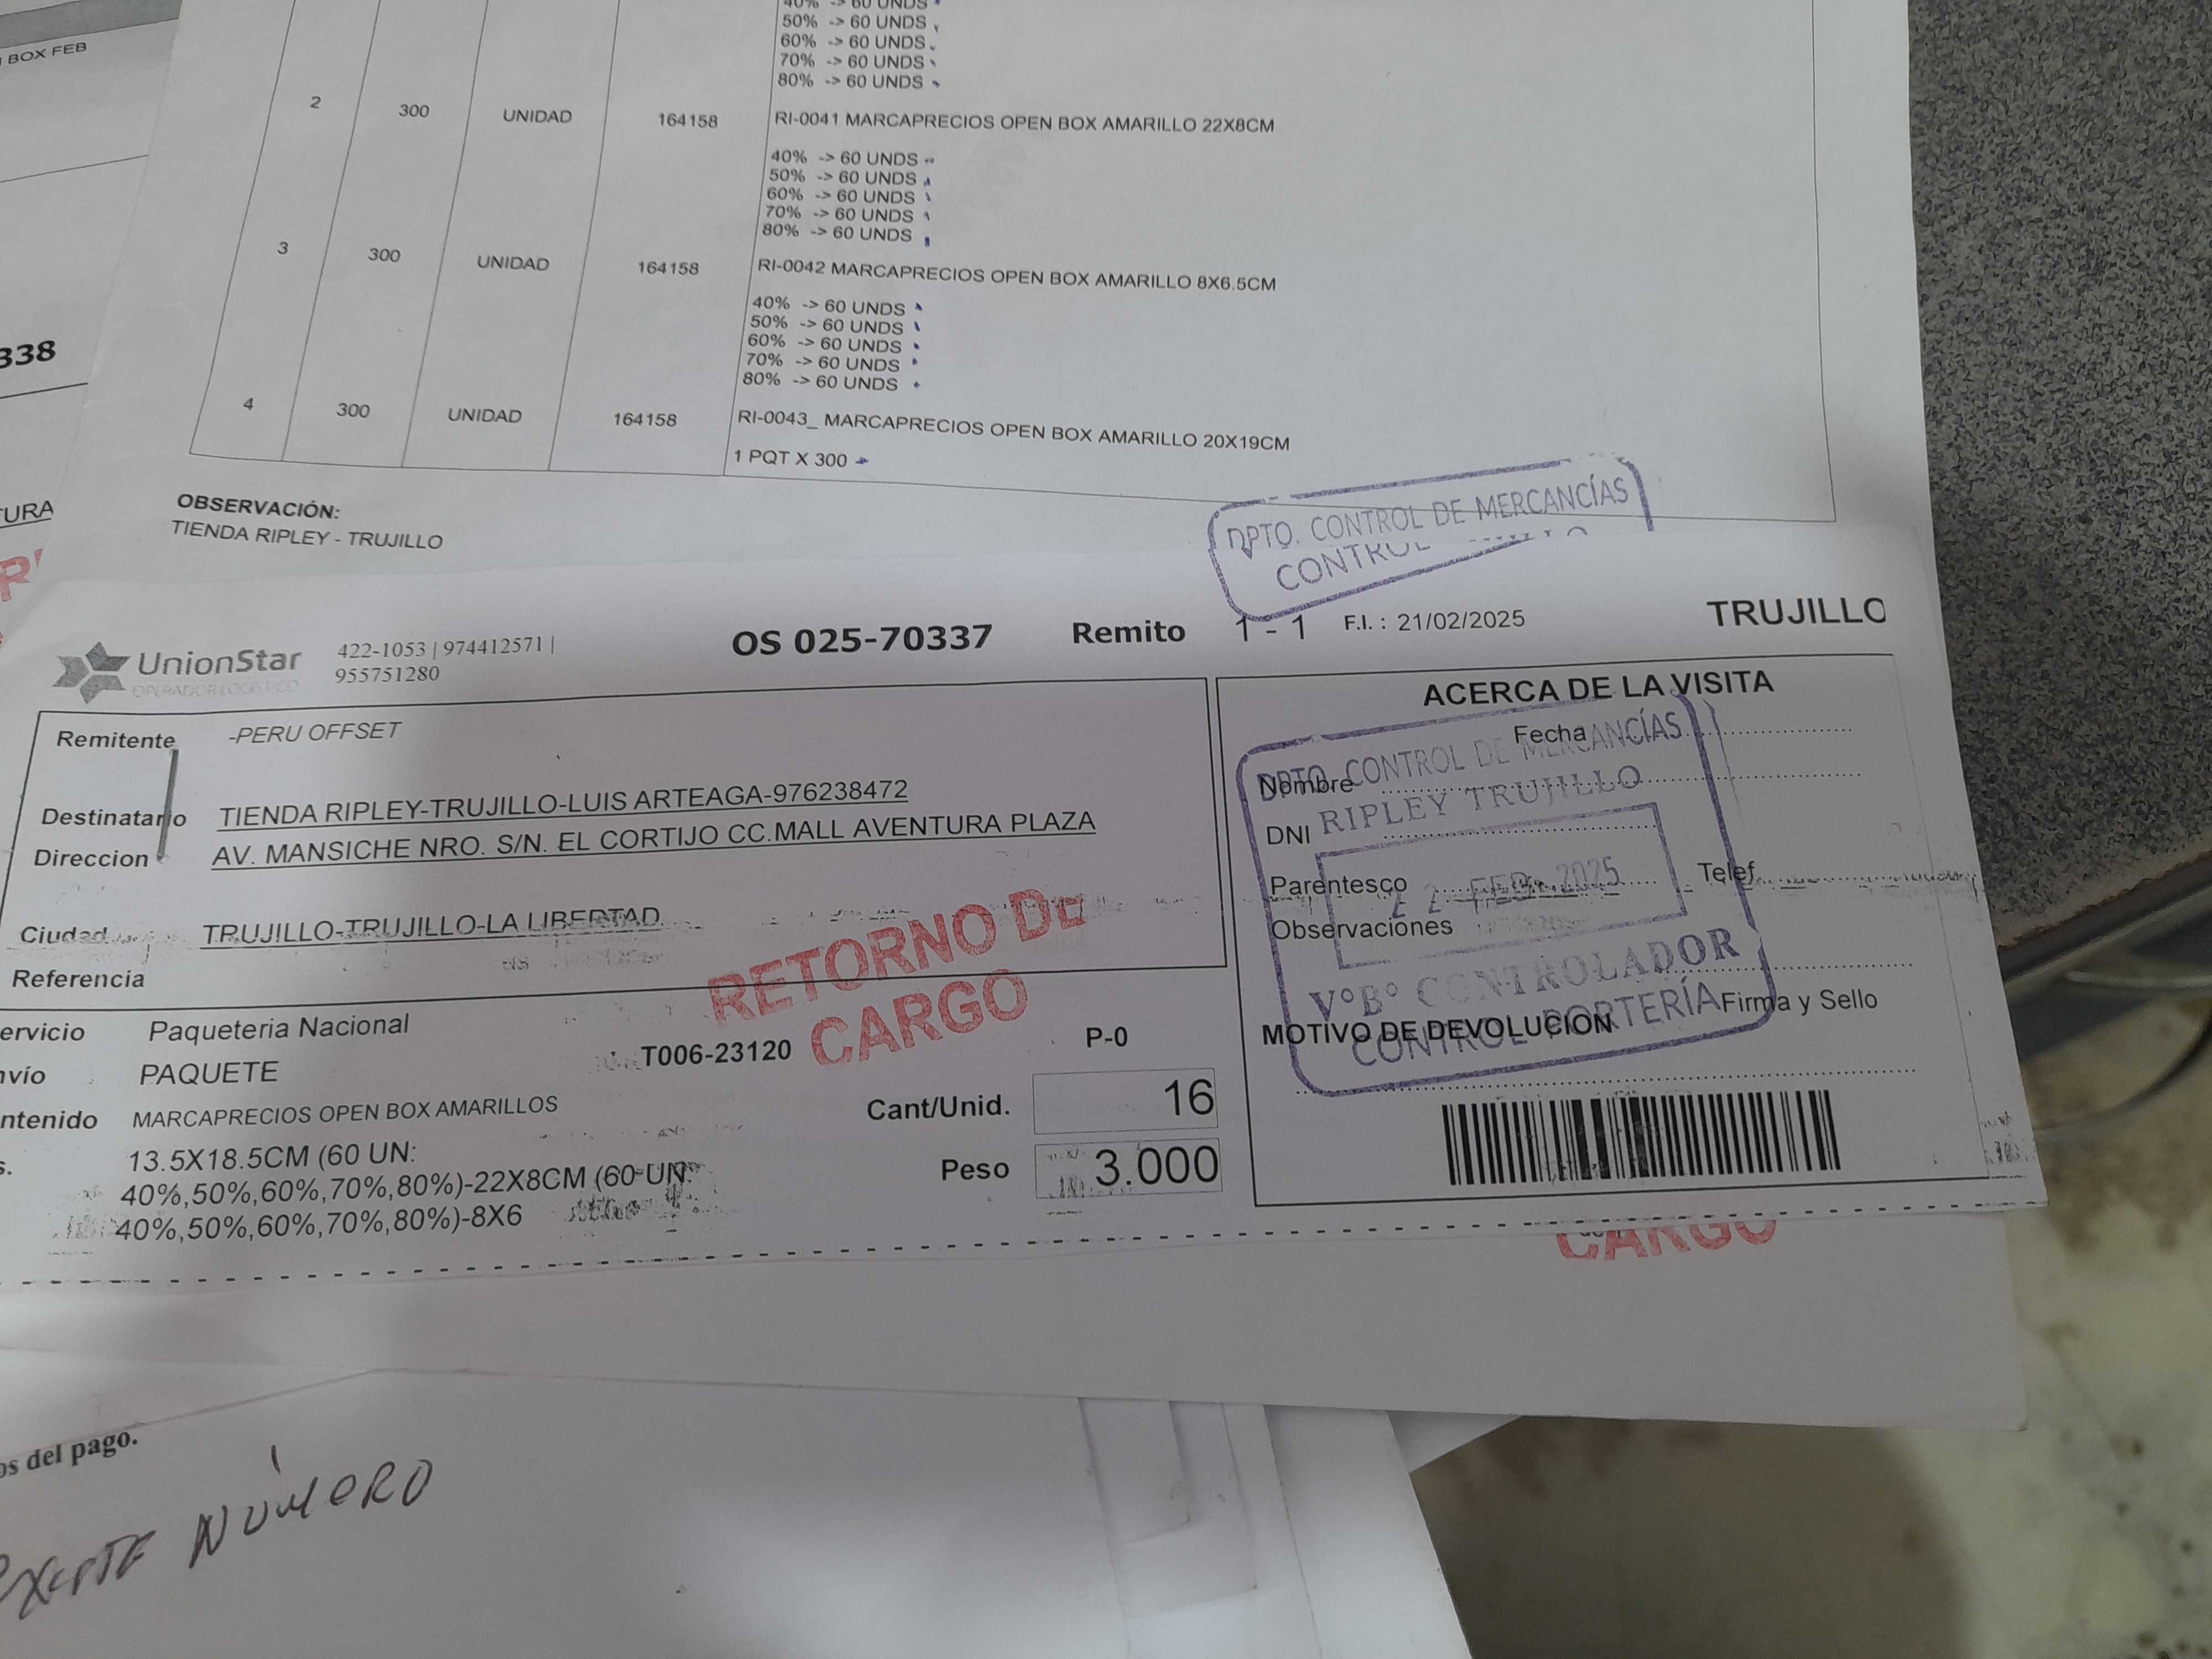 BOX FEB
338
URA
40% -> 60 UNDS
50% -> 60 UNDS
60% -> 60 UNDS
70% -> 60 UNDS
80% -> 60 UNDS
2 300 UNIDAD 164158 RI-0041 MARCAPRECIOS OPEN BOX AMARILLO 22X8CM
40% -> 60 UNDS
50% -> 60 UNDS
60% -> 60 UNDS
70% -> 60 UNDS
80% -> 60 UNDS
3 300 UNIDAD 164158 RI-0042 MARCAPRECIOS OPEN BOX AMARILLO 8X6.5CM
40% -> 60 UNDS
50% -> 60 UNDS
60% -> 60 UNDS
70% -> 60 UNDS
80% -> 60 UNDS
4 300 UNIDAD 164158 RI-0043_ MARCAPRECIOS OPEN BOX AMARILLO 20X19CM
1 PQT X 300
OBSERVACIÓN:
TIENDA RIPLEY - TRUJILLO
DPTO. CONTROL DE MERCANCÍAS
CONTROL
UnionStar
OPERADOR LOGISTICO
422-1053 | 974412571 |
955751280
OS 025-70337 Remito 1 - 1 F.I. : 21/02/2025 TRUJILLO
Remitente -PERU OFFSET
Destinatario TIENDA RIPLEY-TRUJILLO-LUIS ARTEAGA-976238472
Direccion AV. MANSICHE NRO. S/N. EL CORTIJO CC.MALL AVENTURA PLAZA
Ciudad TRUJILLO-TRUJILLO-LA LIBERTAD
Referencia
RETORNO DE
CARGO
ervicio Paqueteria Nacional
nvío PAQUETE T006-23120 P-0
ntenido MARCAPRECIOS OPEN BOX AMARILLOS Cant/Unid. 16
s. 13.5X18.5CM (60 UN:
40%,50%,60%,70%,80%)-22X8CM (60 UN: Peso 3.000
40%,50%,60%,70%,80%)-8X6
ACERCA DE LA VISITA
Fecha
Nombre
DNI
Parentesco Telef
Observaciones
Firma y Sello
MOTIVO DE DEVOLUCION
DPTO. CONTROL DE MERCANCÍAS
RIPLEY TRUJILLO
22 FEB. 2025
V°B° CONTROLADOR
CONTROL PORTERÍA
CARGO
os del pago.
NÚMERO